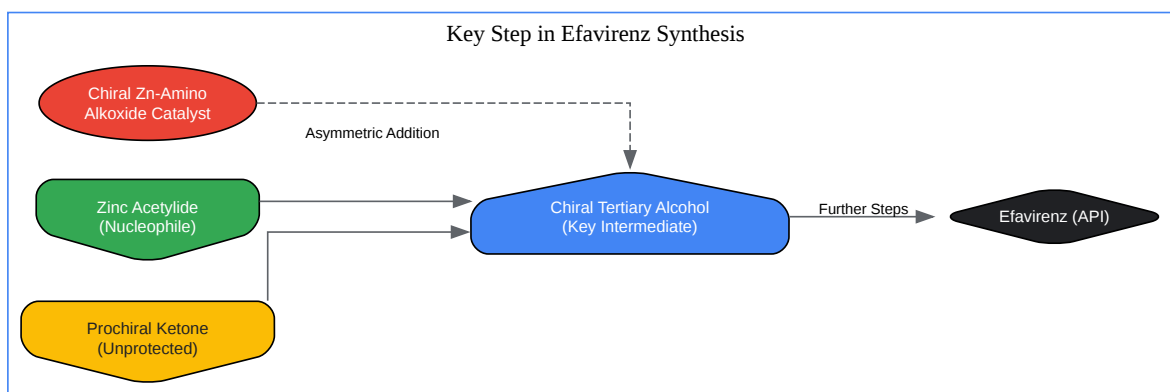 Key Step in Efavirenz Synthesis
Chiral Zn-Amino
Alkoxide Catalyst
Asymmetric Addition
Zinc Acetylide
(Nucleophile)
Chiral Tertiary Alcohol
(Key Intermediate)
Further Steps
Efavirenz (API)
Prochiral Ketone
(Unprotected)